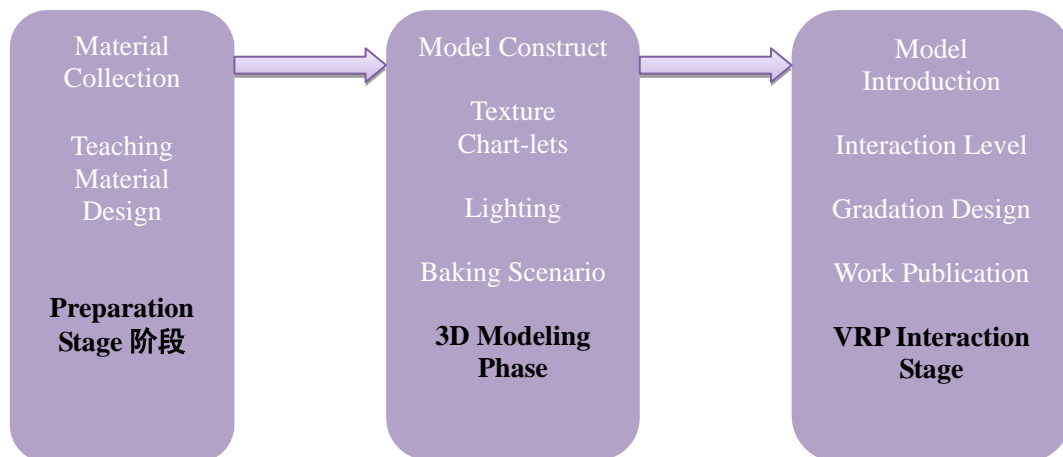 Material
Collection
Teaching
Material
Design
Preparation
Stage 阶段
Model Construct
Texture
Chart-lets
Lighting
Baking Scenario
3D Modeling
Phase
Model
Introduction
Interaction Level
Gradation Design
Work Publication
VRP Interaction
Stage